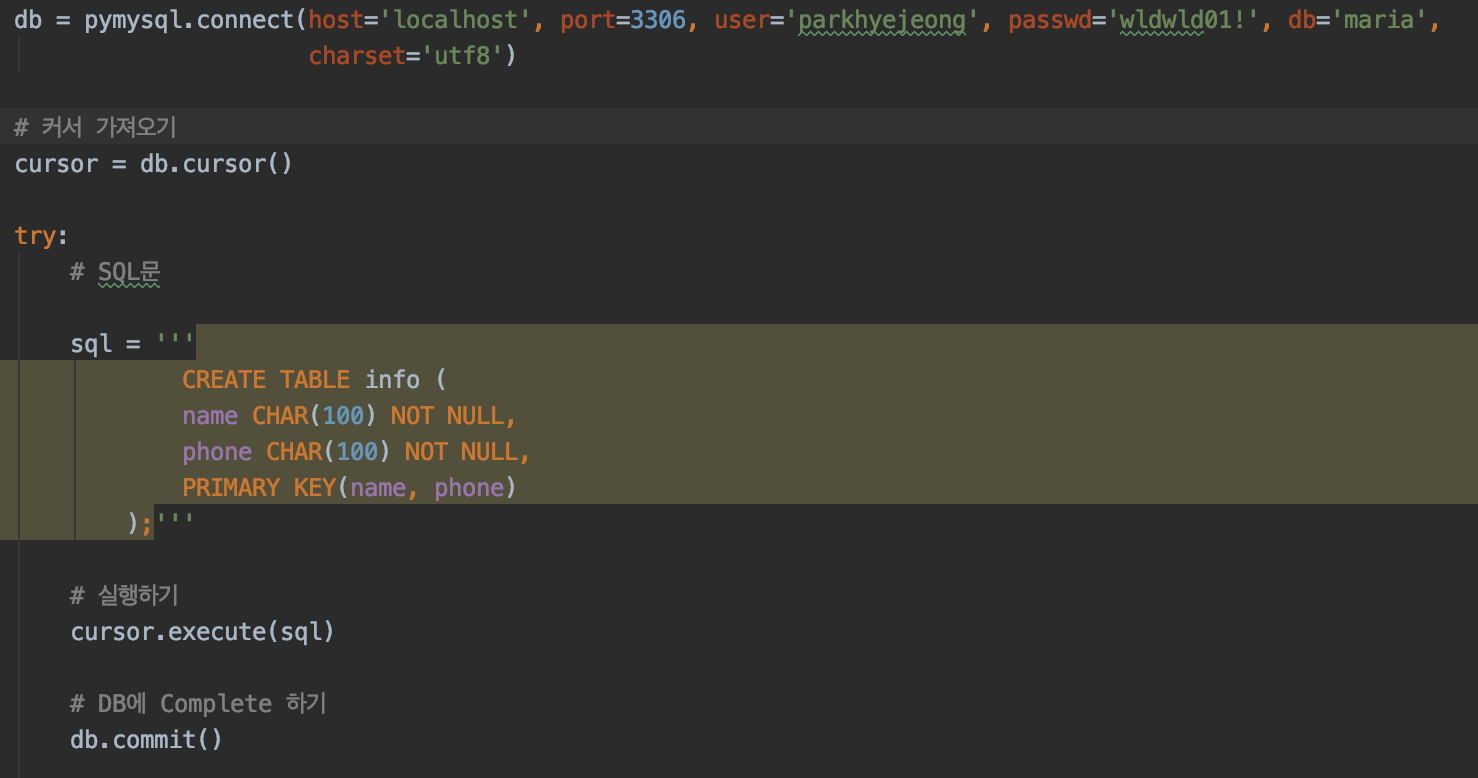 db = pymysql.connect(host='localhost', port=3306, user='parkhyejeong', passwd='wldwld01!', db='maria',
charset='utf8')
# 커서 가져오기
cursor = db.cursor()
try:
# SQL문
sql = '''
CREATE TABLE info (
name CHAR(100) NOT NULL,
phone CHAR(100) NOT NULL,
PRIMARY KEY(name, phone)
);'''
# 실행하기
cursor.execute(sql)
# DB에 Complete 하기
db.commit()